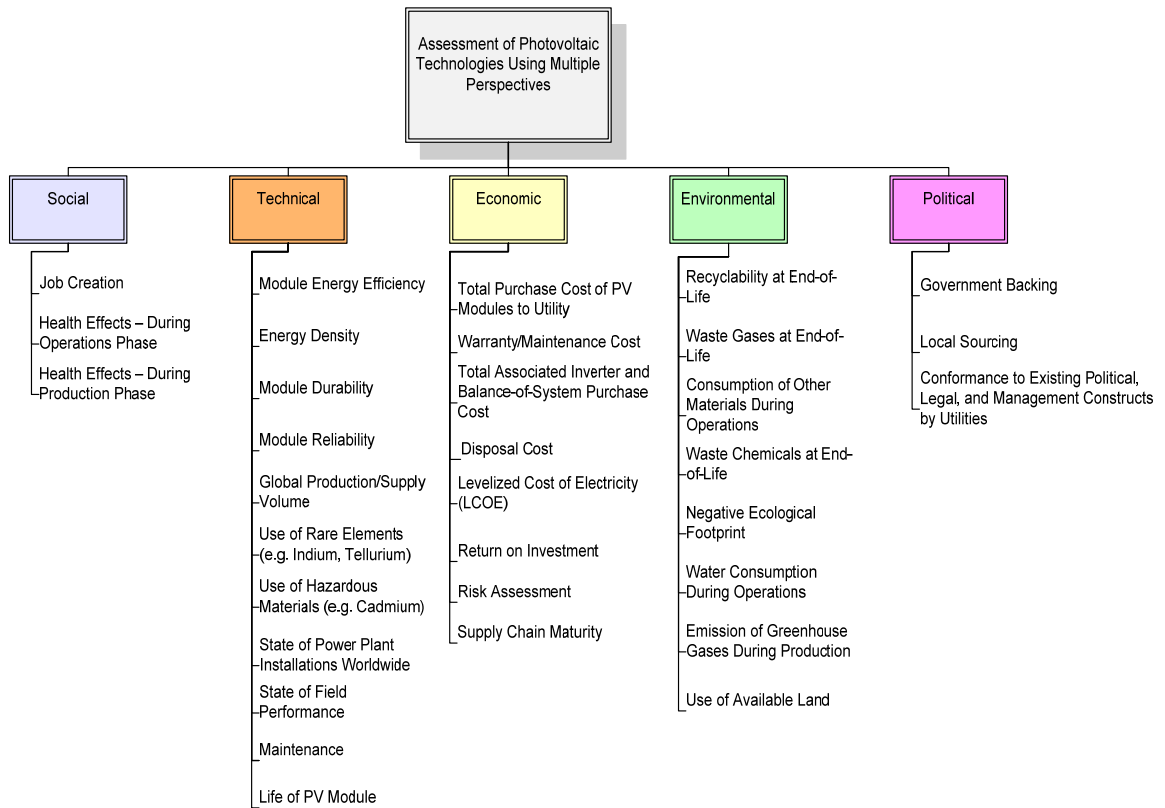 Assessment of Photovoltaic
Technologies Using Multiple
Perspectives
Social
Technical
Economic
Environmental
Political
Job Creation
Health Effects – During
Operations Phase
Health Effects – During
Production Phase
Module Energy Efficiency
Energy Density
Module Durability
Module Reliability
Global Production/Supply
Volume
Use of Rare Elements
(e.g. Indium, Tellurium)
Use of Hazardous
Materials (e.g. Cadmium)
State of Power Plant
Installations Worldwide
State of Field
Performance
Maintenance
Life of PV Module
Total Purchase Cost of PV
Modules to Utility
Warranty/Maintenance Cost
Total Associated Inverter and
Balance-of-System Purchase
Cost
Disposal Cost
Levelized Cost of Electricity
(LCOE)
Return on Investment
Risk Assessment
Supply Chain Maturity
Recyclability at End-of-
Life
Waste Gases at End-of-
Life
Consumption of Other
Materials During
Operations
Waste Chemicals at End-
of-Life
Negative Ecological
Footprint
Water Consumption
During Operations
Emission of Greenhouse
Gases During Production
Use of Available Land
Government Backing
Local Sourcing
Conformance to Existing Political,
Legal, and Management Constructs
by Utilities